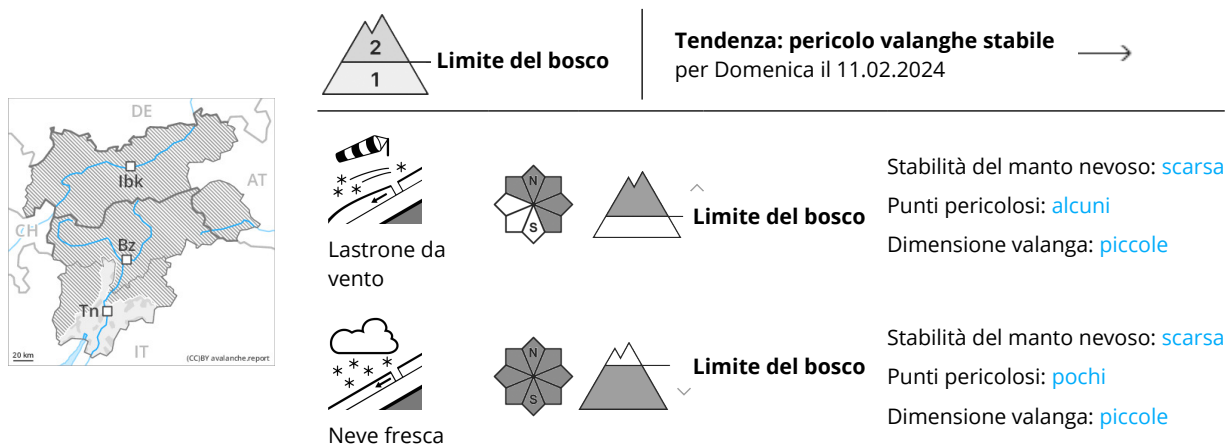 2
1
Limite del bosco
Tendenza: pericolo valanghe stabile
per Domenica il 11.02.2024
DE
Ibk
AT
CH
Bz
Tn
IT
20 km
(CC)BY avalanche.report
N
S
Limite del bosco
Lastrone da
vento
Stabilità del manto nevoso: scarsa
Punti pericolosi: alcuni
Dimensione valanga: piccole
N
S
Limite del bosco
Neve fresca
Stabilità del manto nevoso: scarsa
Punti pericolosi: pochi
Dimensione valanga: piccole